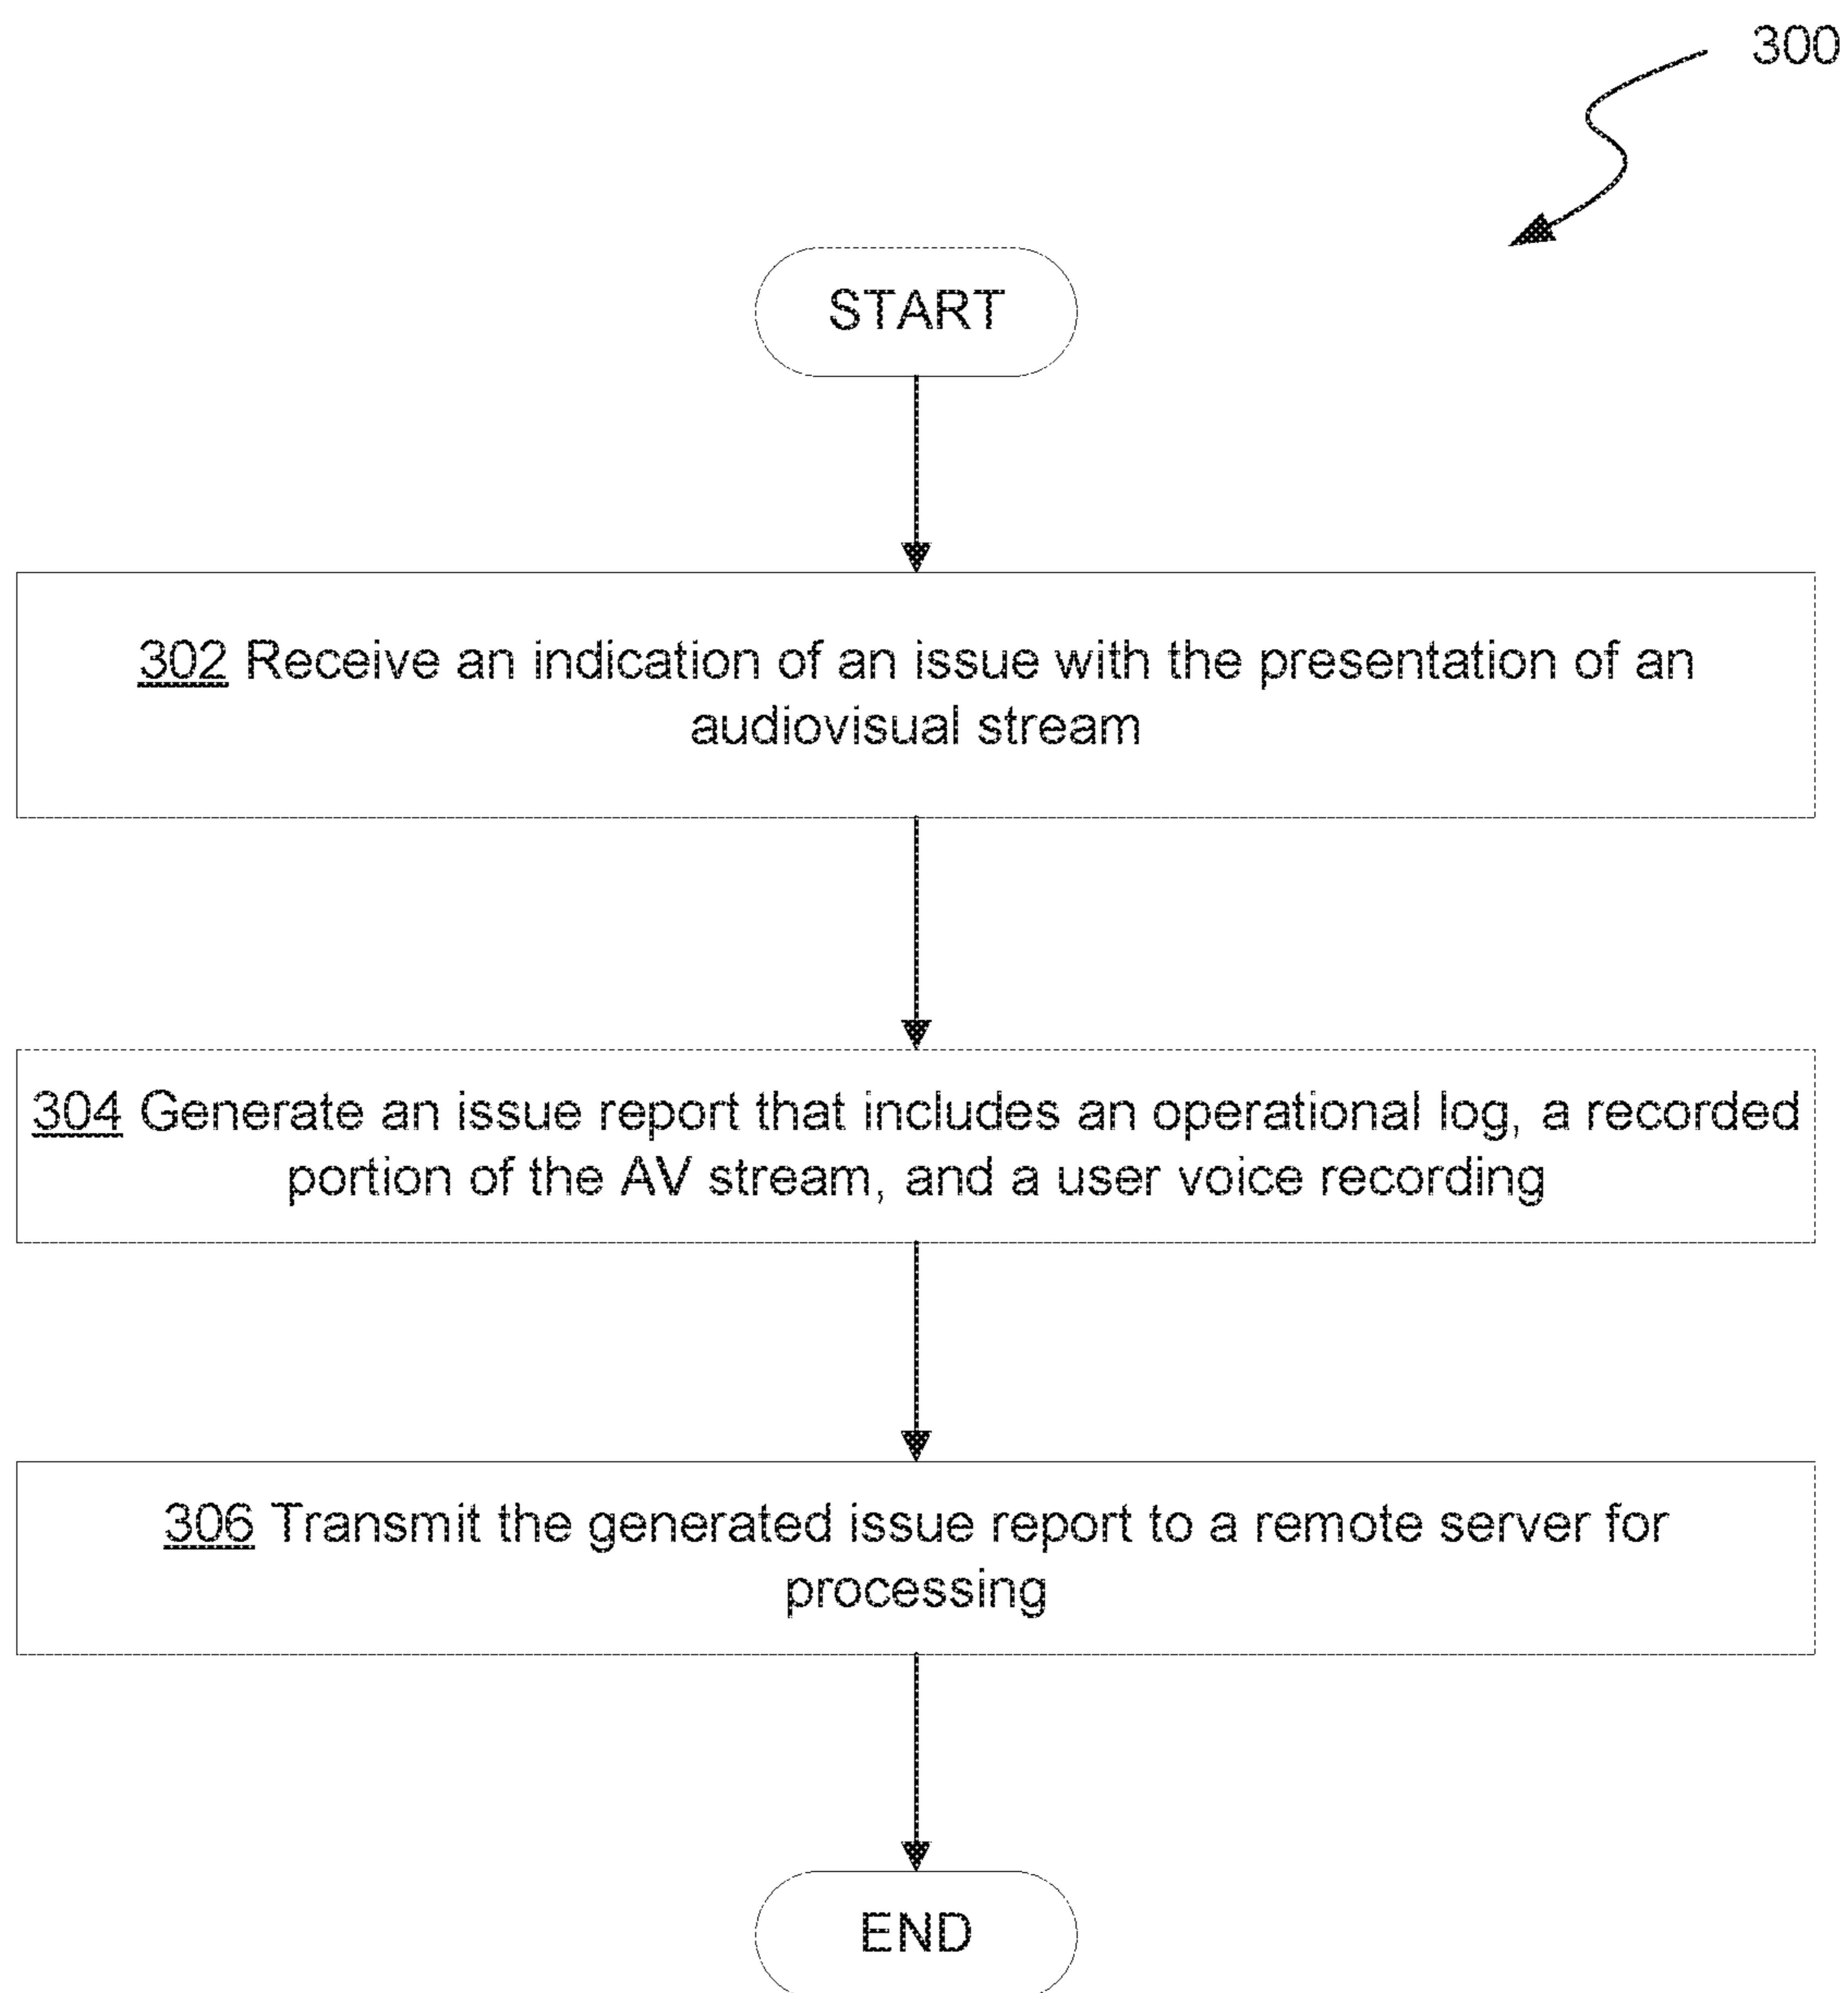 300
START
302 Receive an indication of an issue with the presentation of an
audiovisual stream
304 Generate an issue report that includes an operational log, a recorded
portion of the AV stream, and a user voice recording
306 Transmit the generated issue report to a remote server for
processing
END